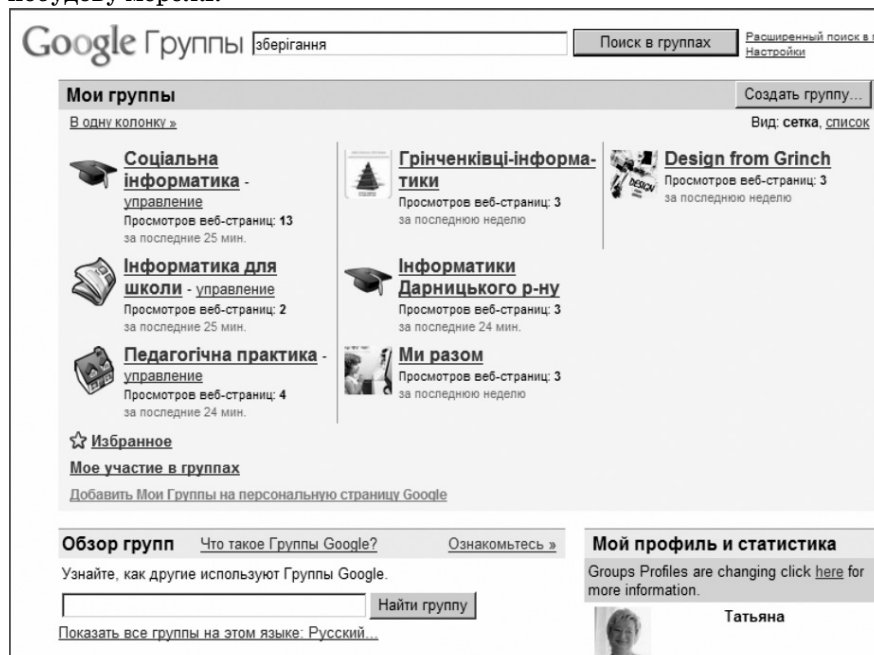 Google Группы зберігання Поиск в группах Расширенный поиск в
Настройки
Мои группы Создать группу...
В одну колонку » Вид: сетка, список
Соціальна
інформатика -
управление
Просмотров веб-страниц: 13
за последние 25 мин.
Грінченківці-інформа-
тики
Просмотров веб-страниц: 3
за последнюю неделю
Design from Grinch
Просмотров веб-страниц: 3
за последнюю неделю
Інформатика для
школи - управление
Просмотров веб-страниц: 2
за последние 25 мин.
Інформатики
Дарницького р-ну
Просмотров веб-страниц: 3
за последние 24 мин.
Педагогічна практика -
управление
Просмотров веб-страниц: 4
за последние 24 мин.
Ми разом
Просмотров веб-страниц: 3
за последнюю неделю
Избранное
Мое участие в группах
Добавить Мои Группы на персональную страницу Google
Обзор групп Что такое Группы Google? Ознакомьтесь »
Узнайте, как другие используют Группы Google.
Найти группу
Показать все группы на этом языке: Русский...
Мой профиль и статистика
Groups Profiles are changing click here for
more information.
Татьяна